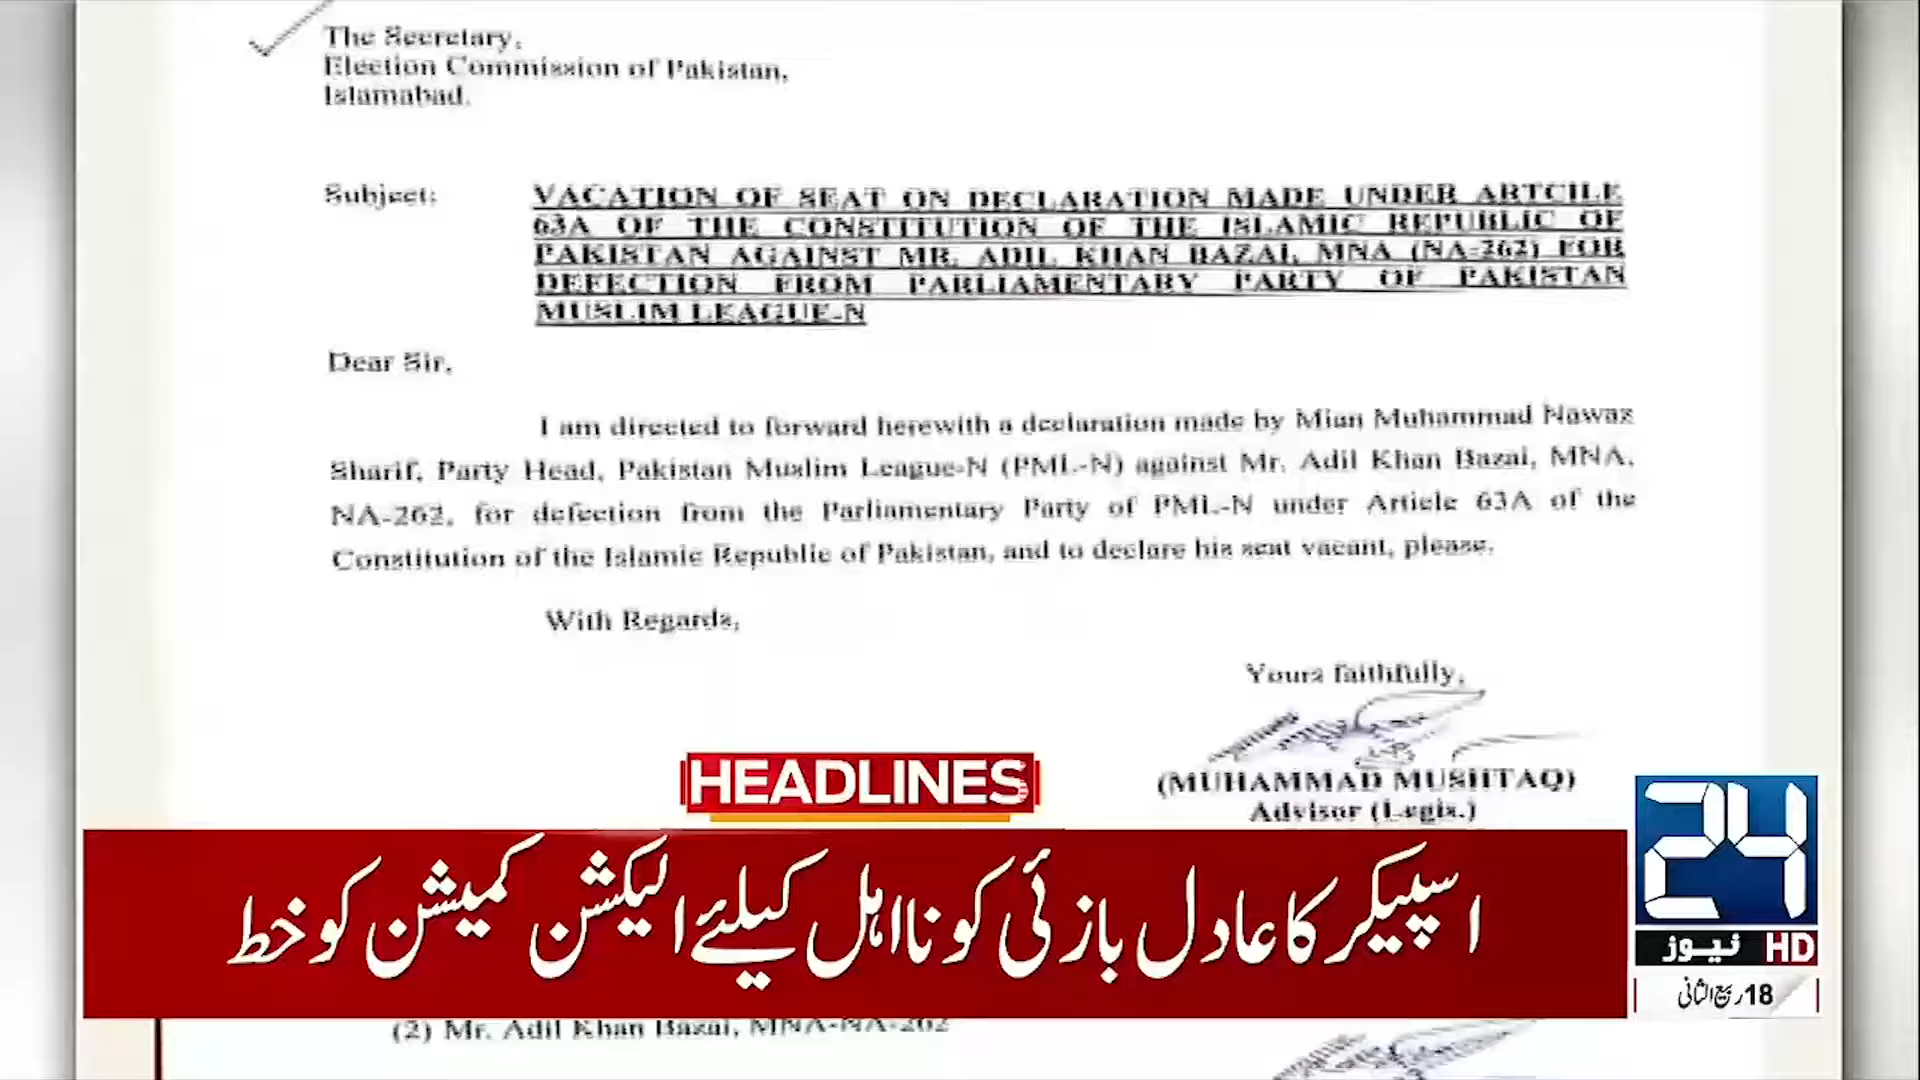 The Secretary,
Election Commission of Pakistan,
Islamabad.
Subject: VACATION OF SEAT ON DECLARATION MADE UNDER ARTCILE
63A OF THE CONSTITUTION OF THE ISLAMIC REPUBLIC OF
PAKISTAN AGAINST MR. ADIL KHAN BAZAI, MNA (NA-262) FOR
DEFECTION FROM PARLIAMENTARY PARTY OF PAKISTAN
MUSLIM LEAGUE-N
Dear Sir,
I am directed to forward herewith a declaration made by Mian Muhammad Nawaz
Sharif, Party Head, Pakistan Muslim League-N (PML-N) against Mr. Adil Khan Bazai, MNA,
NA-262, for defection from the Parliamentary Party of PML-N under Article 63A of the
Constitution of the Islamic Republic of Pakistan, and to declare his seat vacant, please.
With Regards,
Yours faithfully,
(MUHAMMAD MUSHTAQ)
Advisor (Legis.)
HEADLINES
اسپیکر کا عادل بازئی کو نااہل کیلئے الیکشن کمیشن کو خط
24
نیوز HD
18 ربیع الثانی
(2) Mr. Adil Khan Bazai, MNA-NA-262